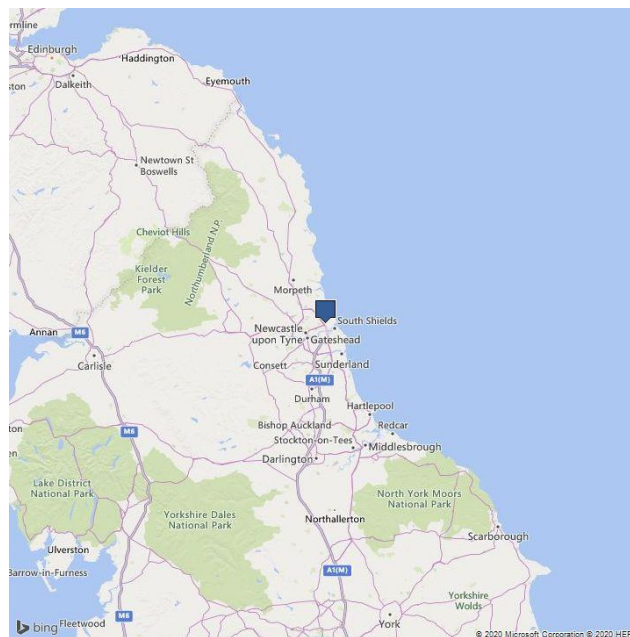 rmline
Edinburgh
Haddington
ston
Dalkeith
Eyemouth
Newtown St
Boswells
Cheviot Hills
Northumberland N.P.
Kielder
Forest
Park
Morpeth
South Shields
Annan
M6
Newcastle
upon Tyne
Gateshead
Carlisle
Consett
Sunderland
A1(M)
Durham
Hartlepool
ton
M6
Bishop Auckland
Redcar
Stockton-on-Tees
Middlesbrough
en
Darlington
Lake District
National Park
North York Moors
National Park
Yorkshire Dales
National Park
Northallerton
Scarborough
Ulverston
Barrow-in-Furness
A1(M)
Yorkshire
Wolds
M6
bing
Fleetwood
York
© 2020 Microsoft Corporation © 2020 HER